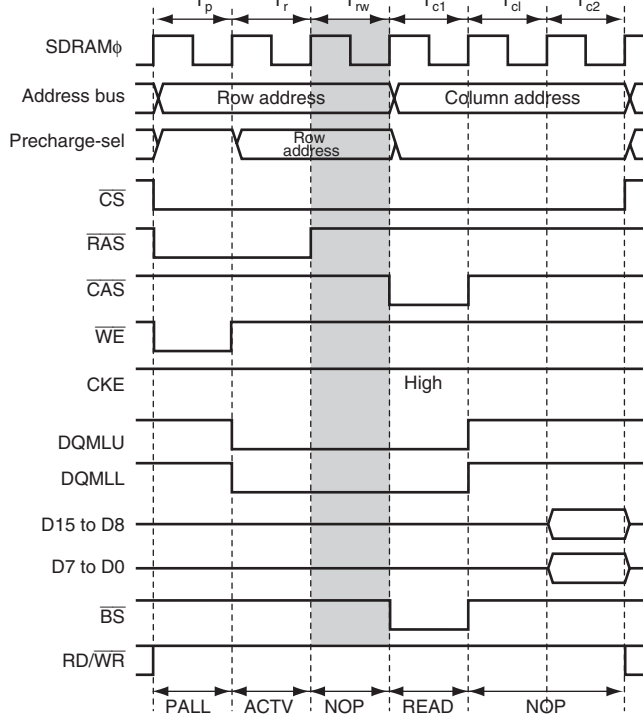 Tp Tr Trw Tc1 Tcl Tc2
SDRAMϕ
Address bus Row address Column address
Precharge-sel Row address
CS
RAS
CAS
WE
CKE High
DQMLU
DQMLL
D15 to D8
D7 to D0
BS
RD/WR
PALL ACTV NOP READ NOP